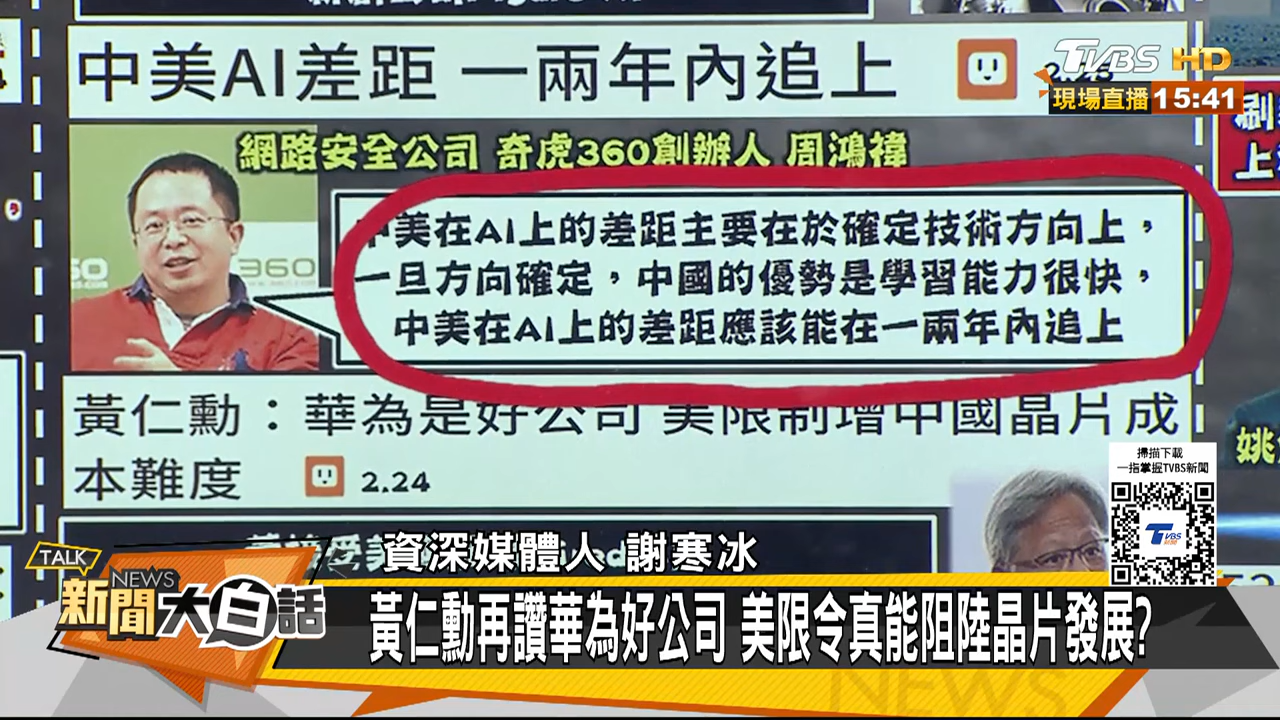 中美AI差距 一兩年內追上
TVBS HD
現場直播 15:41
網路安全公司 奇虎360創辦人 周鴻禕
中美在AI上的差距主要在於確定技術方向上，
一旦方向確定，中國的優勢是學習能力很快，
中美在AI上的差距應該能在一兩年內追上
360
黃仁勳：華為是好公司 美限制增中國晶片成
本難度 2.24
掃描下載
一指掌握TVBS新聞
TVBS
資深媒體人 謝寒冰
TALK
NEWS
新聞大白話
黃仁勳再讚華為好公司 美限令真能阻陸晶片發展?
NEWS